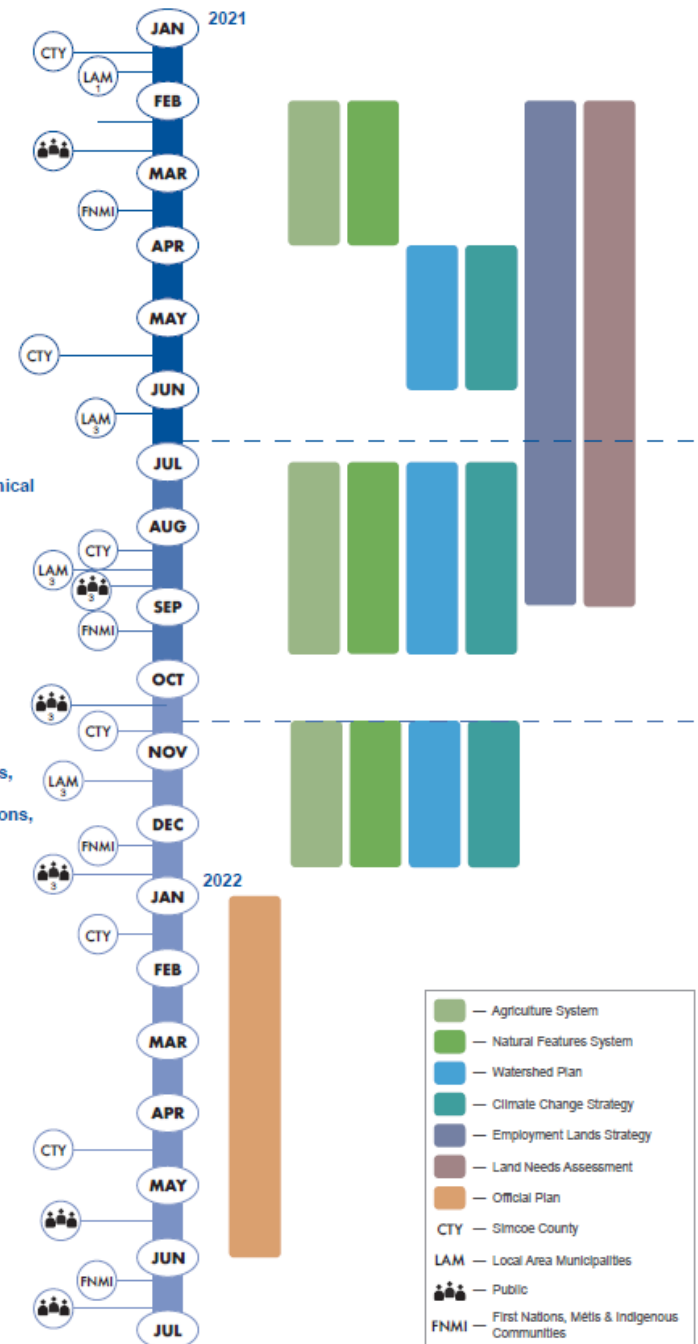 2021
JAN
CTY
LAM
1
FEB
MAR
FNMI
APR
MAY
CTY
JUN
LAM
3
JUL
nical
AUG
CTY
LAM
3
3
SEP
FNMI
OCT
3
CTY
NOV
s,
LAM
3
ons,
DEC
FNMI
3
2022
JAN
CTY
FEB
MAR
APR
CTY
MAY
JUN
FNMI
JUL
— Agriculture System
— Natural Features System
— Watershed Plan
— Climate Change Strategy
— Employment Lands Strategy
— Land Needs Assessment
— Official Plan
CTY — Simcoe County
LAM — Local Area Municipalities
— Public
FNMI — First Nations, Métis & Indigenous
Communities